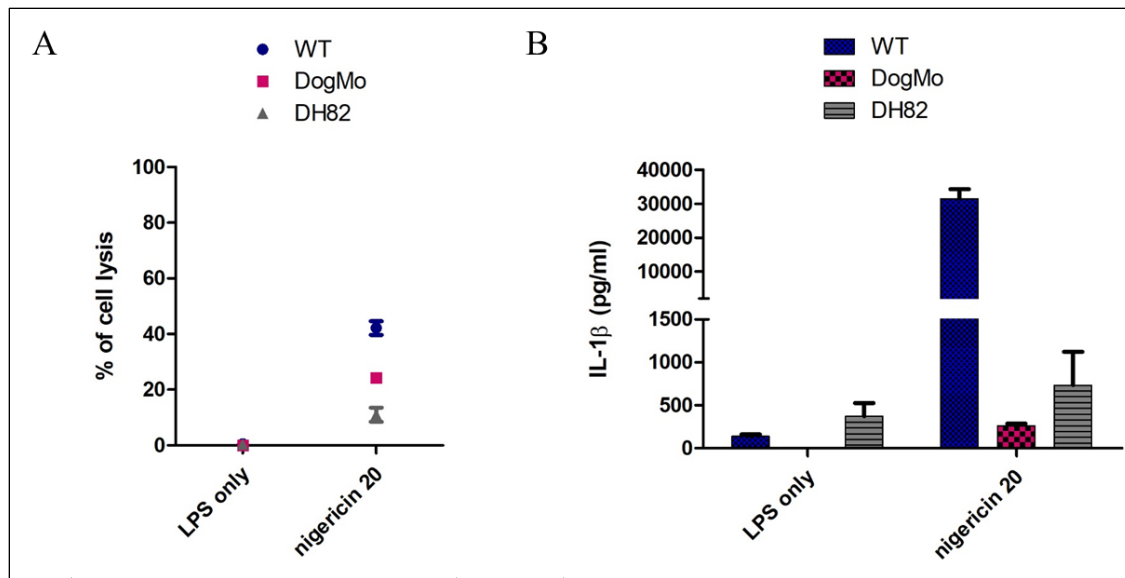 A
WT
DogMo
DH82
100
80
60
40
20
0
% of cell lysis
LPS only
nigericin 20
B
WT
DogMo
DH82
40000
30000
20000
10000
1500
1000
500
0
IL-1β (pg/ml)
LPS only
nigericin 20